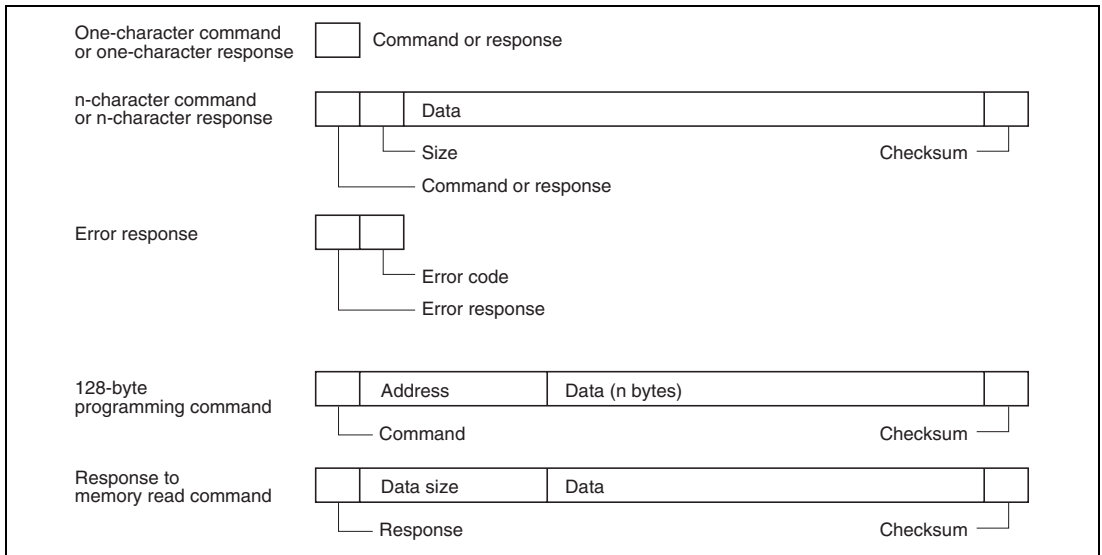 One-character command
or one-character response
Command or response
n-character command
or n-character response
Data
Size
Checksum
Command or response
Error response
Error code
Error response
128-byte
programming command
Address
Data (n bytes)
Command
Checksum
Response to
memory read command
Data size
Data
Response
Checksum